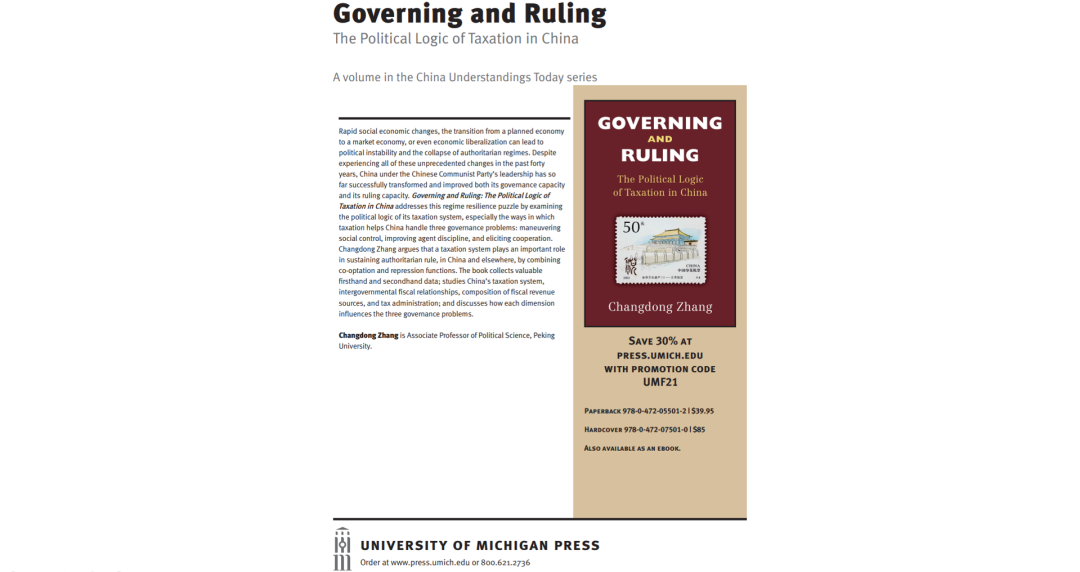 Governing and Ruling
The Political Logic of Taxation in China
A volume in the China Understandings Today series
Rapid social economic changes, the transition from a planned economy
to a market economy, or even economic liberalization can lead to
political instability and the collapse of authoritarian regimes. Despite
experiencing all of these unprecedented changes in the past forty
years, China under the Chinese Communist Party's leadership has so
far successfully transformed and improved both its governance capacity
and its ruling capacity. Governing and Ruling: The Political Logic of
Taxation in China addresses this regime resilience puzzle by examining
the political logic of its taxation system, especially the ways in which
taxation helps China handle three governance problems: maneuvering
social control, improving agent discipline, and eliciting cooperation.
Changdong Zhang argues that a taxation system plays an important role
in sustaining authoritarian rule, in China and elsewhere, by combining
co-optation and repression functions. The book collects valuable
firsthand and secondhand data; studies China's taxation system,
intergovernmental fiscal relationships, composition of fiscal revenue
sources, and tax administration; and discusses how each dimension
influences the three governance problems.
Changdong Zhang is Associate Professor of Political Science, Peking
University.
GOVERNING
AND
RULING
The Political Logic
of Taxation in China
50
CHINA
中国印花税票
Changdong Zhang
SAVE 30% AT
PRESS.UMICH.EDU
WITH PROMOTION CODE
UMF21
PAPERBACK 978-0-472-05501-2 | $39.95
HARDCOVER 978-0-472-07501-0 | $85
ALSO AVAILABLE AS AN EBOOK.
UNIVERSITY OF MICHIGAN PRESS
Order at www.press.umich.edu or 800.621.2736